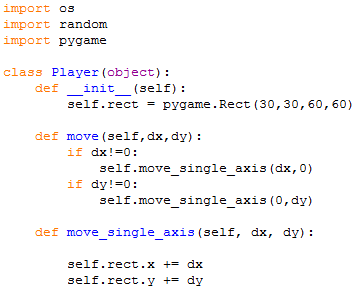 import os
import random
import pygame

class Player(object):
    def __init__(self):
        self.rect = pygame.Rect(30,30,60,60)

    def move(self,dx,dy):
        if dx!=0:
            self.move_single_axis(dx,0)
        if dy!=0:
            self.move_single_axis(0,dy)

    def move_single_axis(self, dx, dy):

        self.rect.x += dx
        self.rect.y += dy